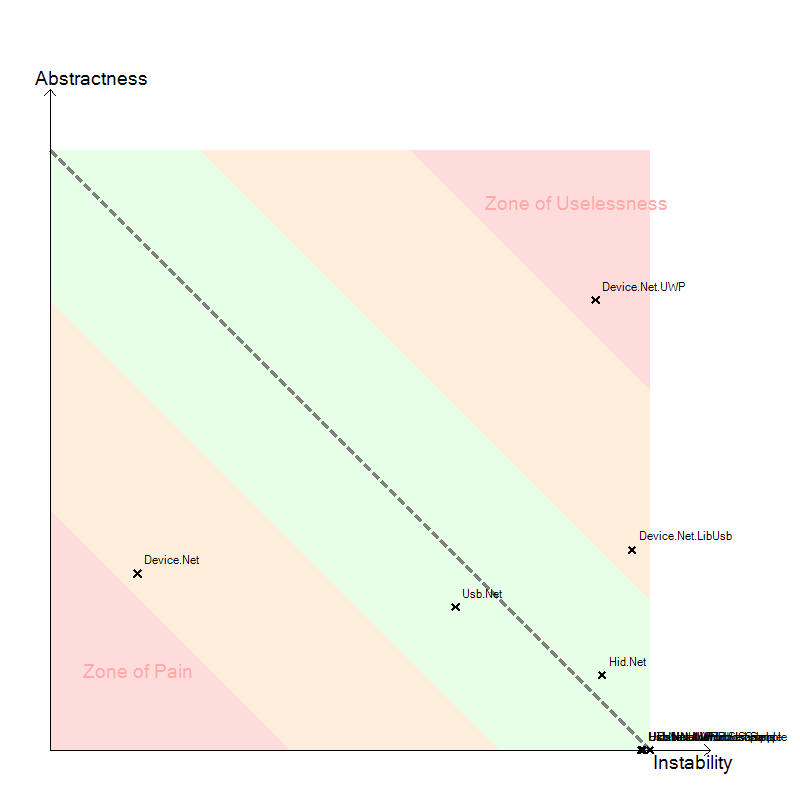 Abstractness
Zone of Uselessness
Device.Net.UWP
Device.Net.LibUsb
Device.Net
Usb.Net
Hid.Net
Zone of Pain
Instability